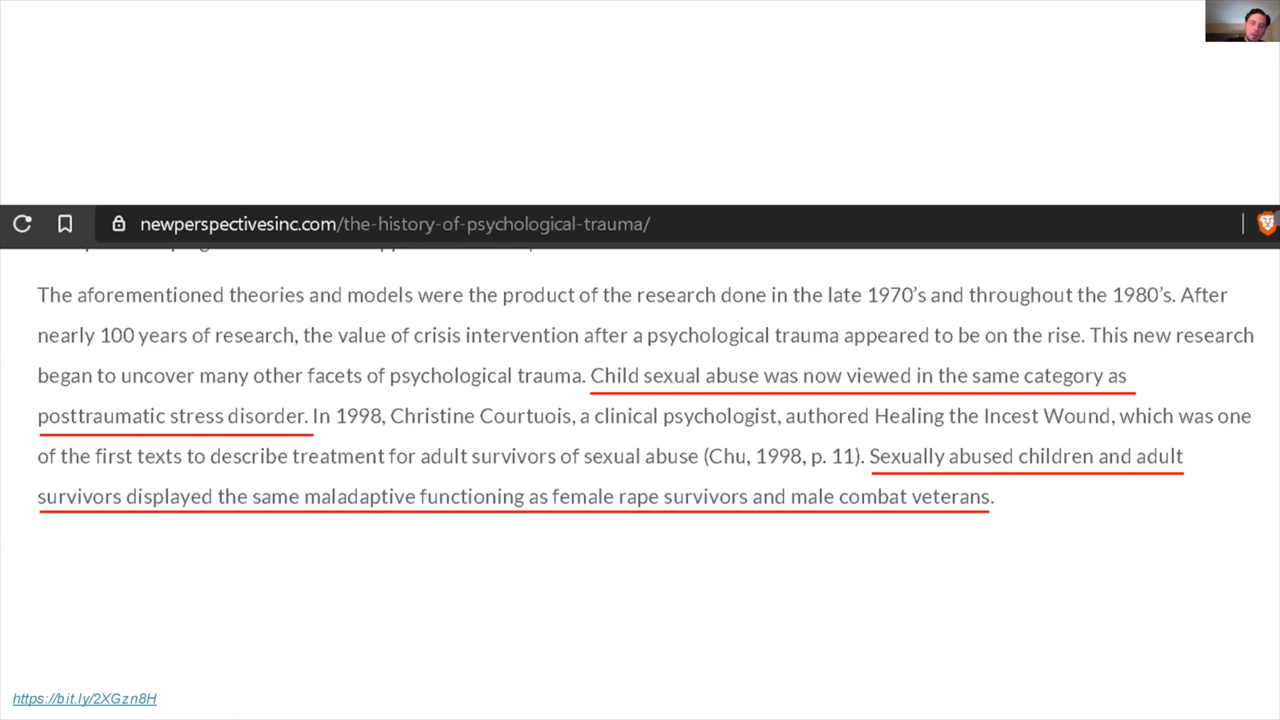 newperspectivesinc.com/the-history-of-psychological-trauma/
The aforementioned theories and models were the product of the research done in the late 1970's and throughout the 1980's. After
nearly 100 years of research, the value of crisis intervention after a psychological trauma appeared to be on the rise. This new research
began to uncover many other facets of psychological trauma. Child sexual abuse was now viewed in the same category as
posttraumatic stress disorder. In 1998, Christine Courtuois, a clinical psychologist, authored Healing the Incest Wound, which was one
of the first texts to describe treatment for adult survivors of sexual abuse (Chu, 1998, p. 11). Sexually abused children and adult
survivors displayed the same maladaptive functioning as female rape survivors and male combat veterans.
https://bit.ly/2XGzn8H